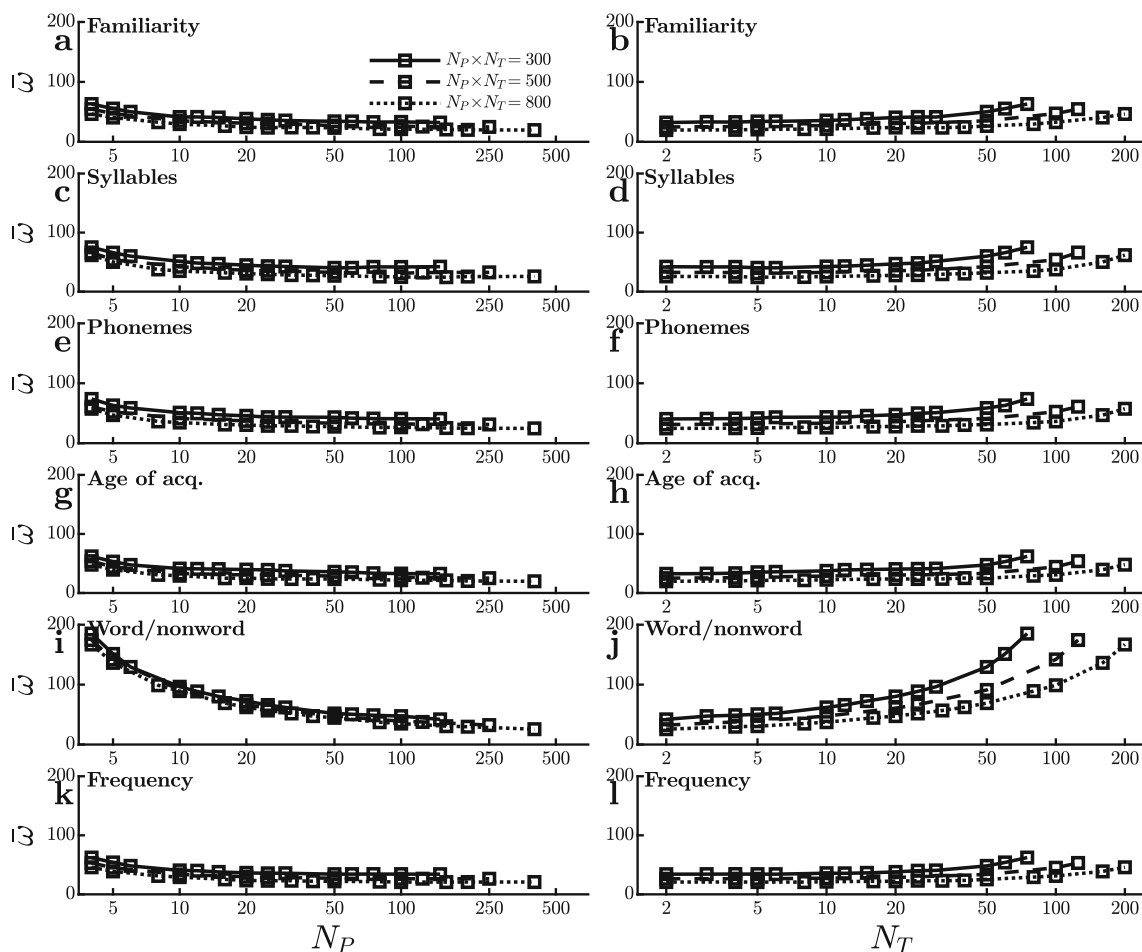 a Familiarity
200
100
0
ω̄
N_P×N_T = 300
N_P×N_T = 500
N_P×N_T = 800
5 10 20 50 100 250 500
b Familiarity
200
100
0
2 5 10 20 50 100 200
c Syllables
200
100
0
ω̄
5 10 20 50 100 250 500
d Syllables
200
100
0
2 5 10 20 50 100 200
e Phonemes
200
100
0
ω̄
5 10 20 50 100 250 500
f Phonemes
200
100
0
2 5 10 20 50 100 200
g Age of acq.
200
100
0
ω̄
5 10 20 50 100 250 500
h Age of acq.
200
100
0
2 5 10 20 50 100 200
i Word/nonword
200
100
0
ω̄
5 10 20 50 100 250 500
j Word/nonword
200
100
0
2 5 10 20 50 100 200
k Frequency
200
100
0
ω̄
5 10 20 50 100 250 500
N_P
l Frequency
200
100
0
2 5 10 20 50 100 200
N_T